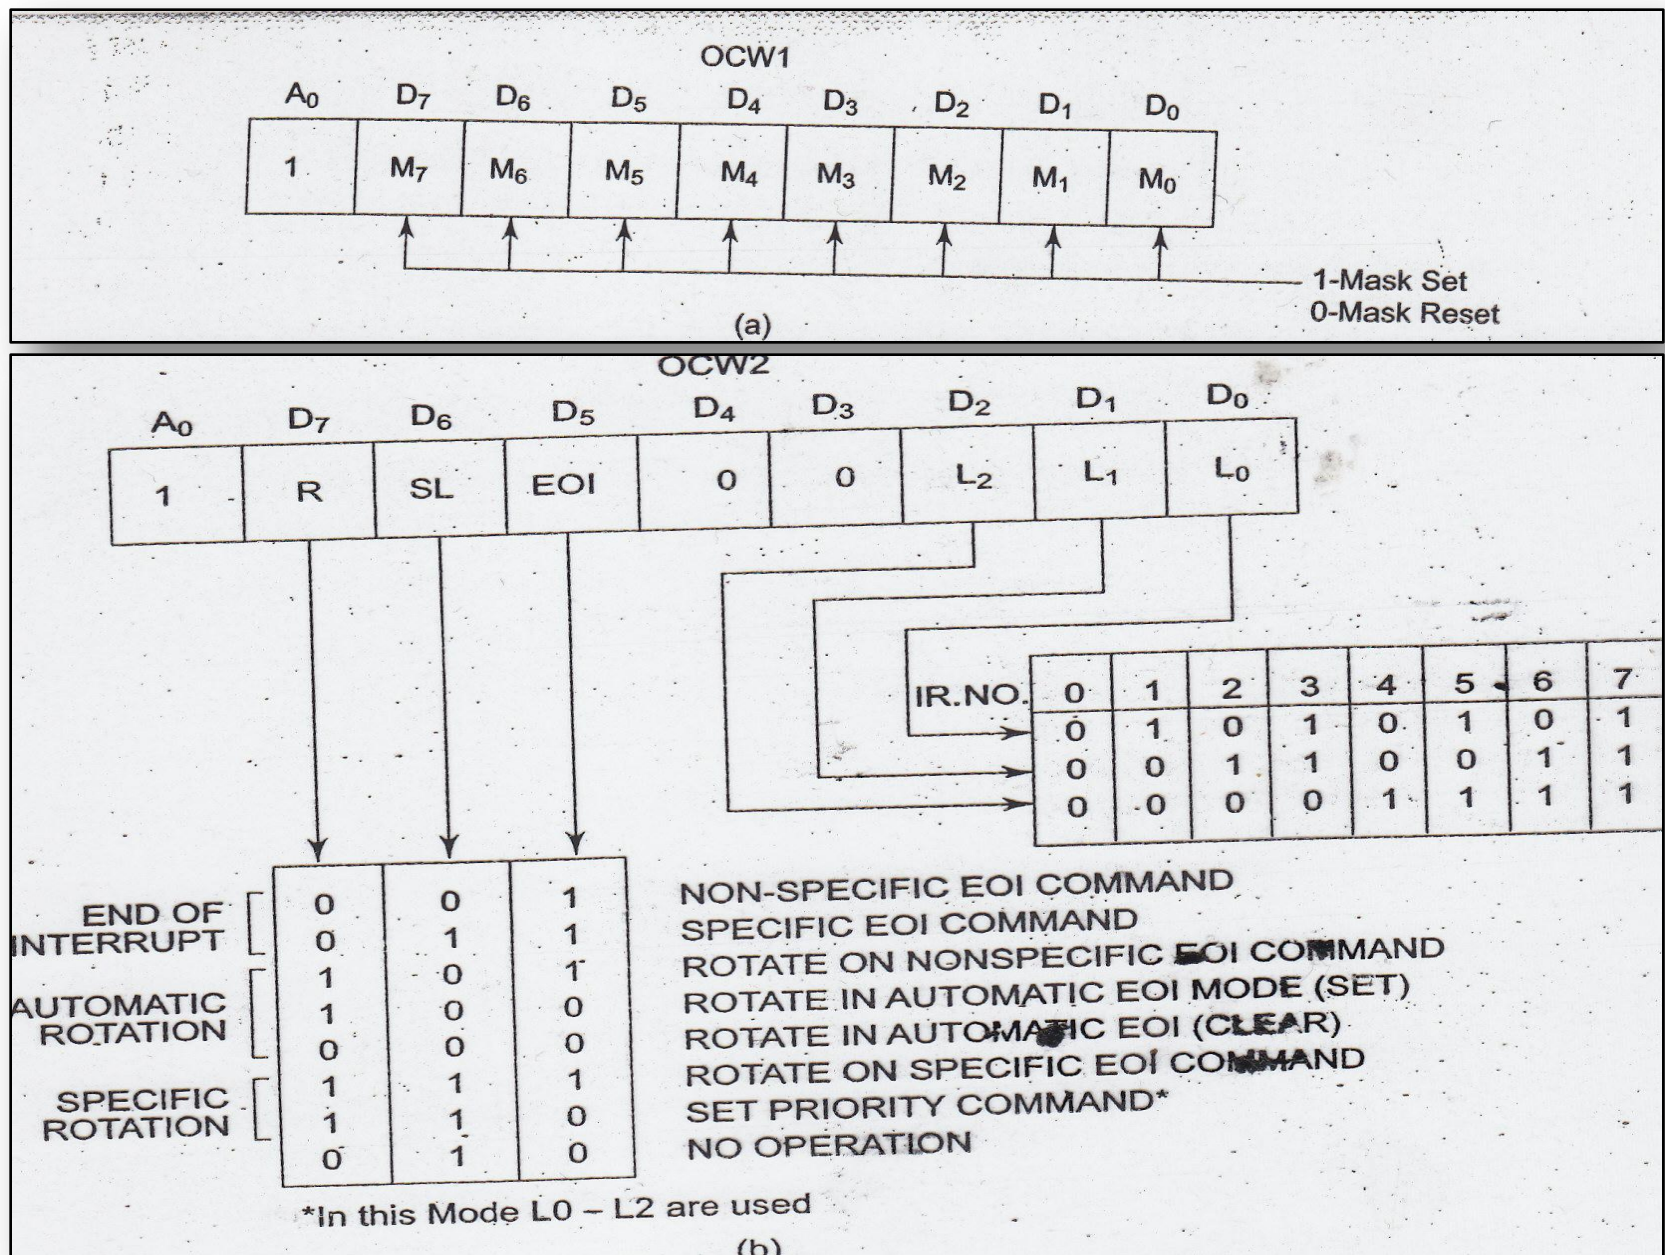 OCW1
A0 D7 D6 D5 D4 D3 D2 D1 D0
1 M7 M6 M5 M4 M3 M2 M1 M0
1-Mask Set
0-Mask Reset
(a)
OCW2
A0 D7 D6 D5 D4 D3 D2 D1 D0
1 R SL EOI 0 0 L2 L1 L0
IR.NO. 0 1 2 3 4 5 6 7
0 1 0 1 0 1 0 1
0 0 1 1 0 0 1 1
0 0 0 0 1 1 1 1
END OF
INTERRUPT
AUTOMATIC
ROTATION
SPECIFIC
ROTATION
0 0 1 NON-SPECIFIC EOI COMMAND
0 1 1 SPECIFIC EOI COMMAND
1 0 1 ROTATE ON NONSPECIFIC EOI COMMAND
1 0 0 ROTATE IN AUTOMATIC EOI MODE (SET)
0 0 0 ROTATE IN AUTOMATIC EOI (CLEAR)
1 1 1 ROTATE ON SPECIFIC EOI COMMAND
1 1 0 SET PRIORITY COMMAND*
0 1 0 NO OPERATION
*In this Mode L0 – L2 are used
(b)